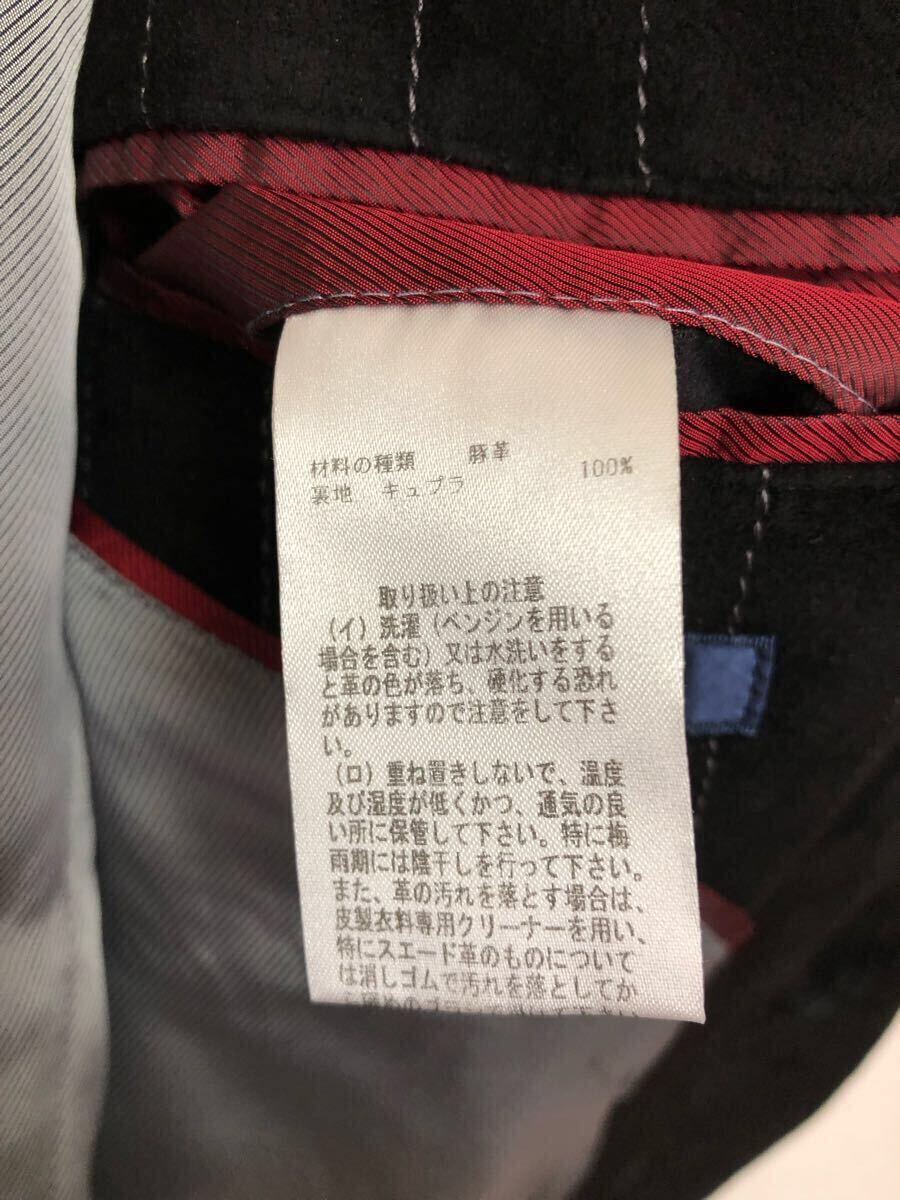 材料の種類 豚革
裏地 キュプラ 100%
取り扱い上の注意
(イ) 洗濯 (ベンジンを用いる
場合を含む) 又は水洗いをする
と革の色が落ち、硬化する恐れ
がありますので注意をして下さ
い。
(ロ) 重ね置きしないで、温度
及び湿度が低くかつ、通気の良
い所に保管して下さい。特に梅
雨期には陰干しを行って下さい。
また、革の汚れを落とす場合は、
皮製衣料専用クリーナーを用い、
特にスエード革のものについて
は消しゴムで汚れを落としてか